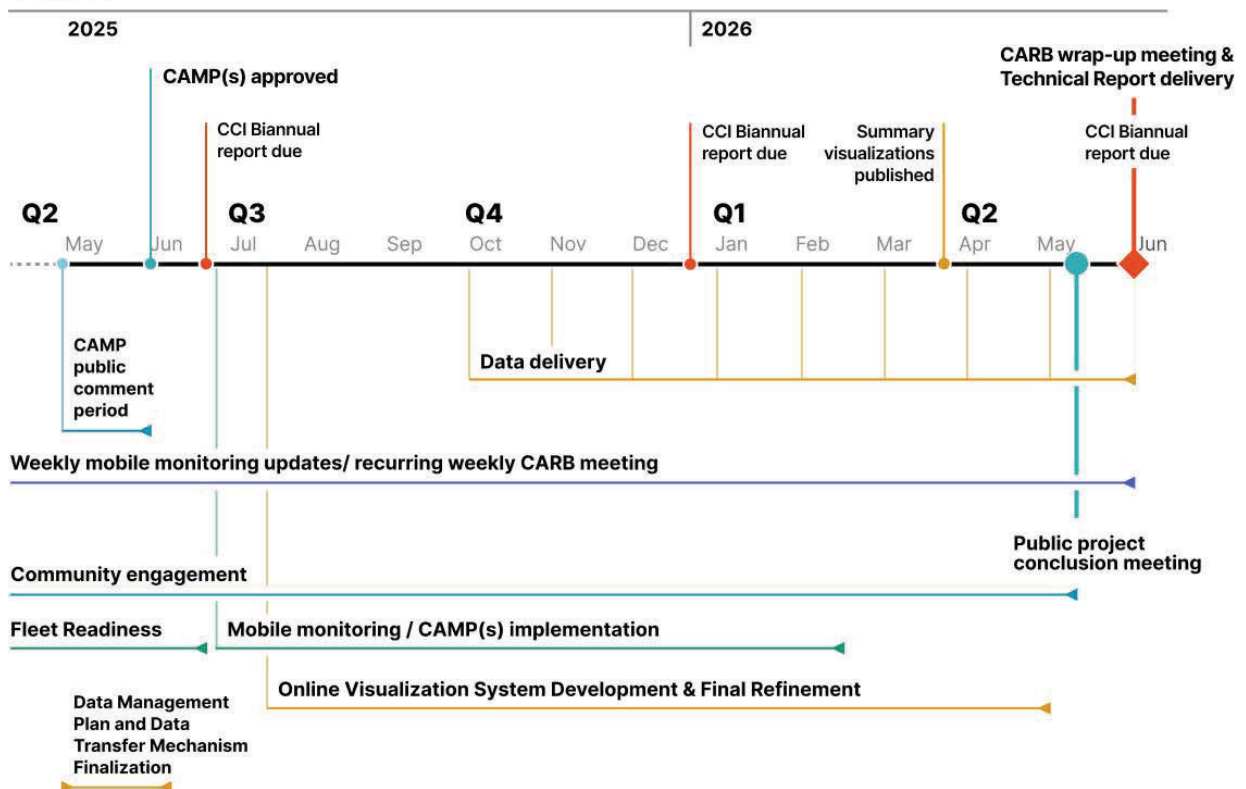 2025
2026
CARB wrap-up meeting &
Technical Report delivery
CAMP(s) approved
CCI Biannual
report due
CCI Biannual
report due
Summary
visualizations
published
CCI Biannual
report due
Q2
Q3
Q4
Q1
Q2
May
Jun
Jul
Aug
Sep
Oct
Nov
Dec
Jan
Feb
Mar
Apr
May
Jun
CAMP
public
comment
period
Data delivery
Weekly mobile monitoring updates/ recurring weekly CARB meeting
Public project
conclusion meeting
Community engagement
Fleet Readiness
Mobile monitoring / CAMP(s) implementation
Online Visualization System Development & Final Refinement
Data Management
Plan and Data
Transfer Mechanism
Finalization